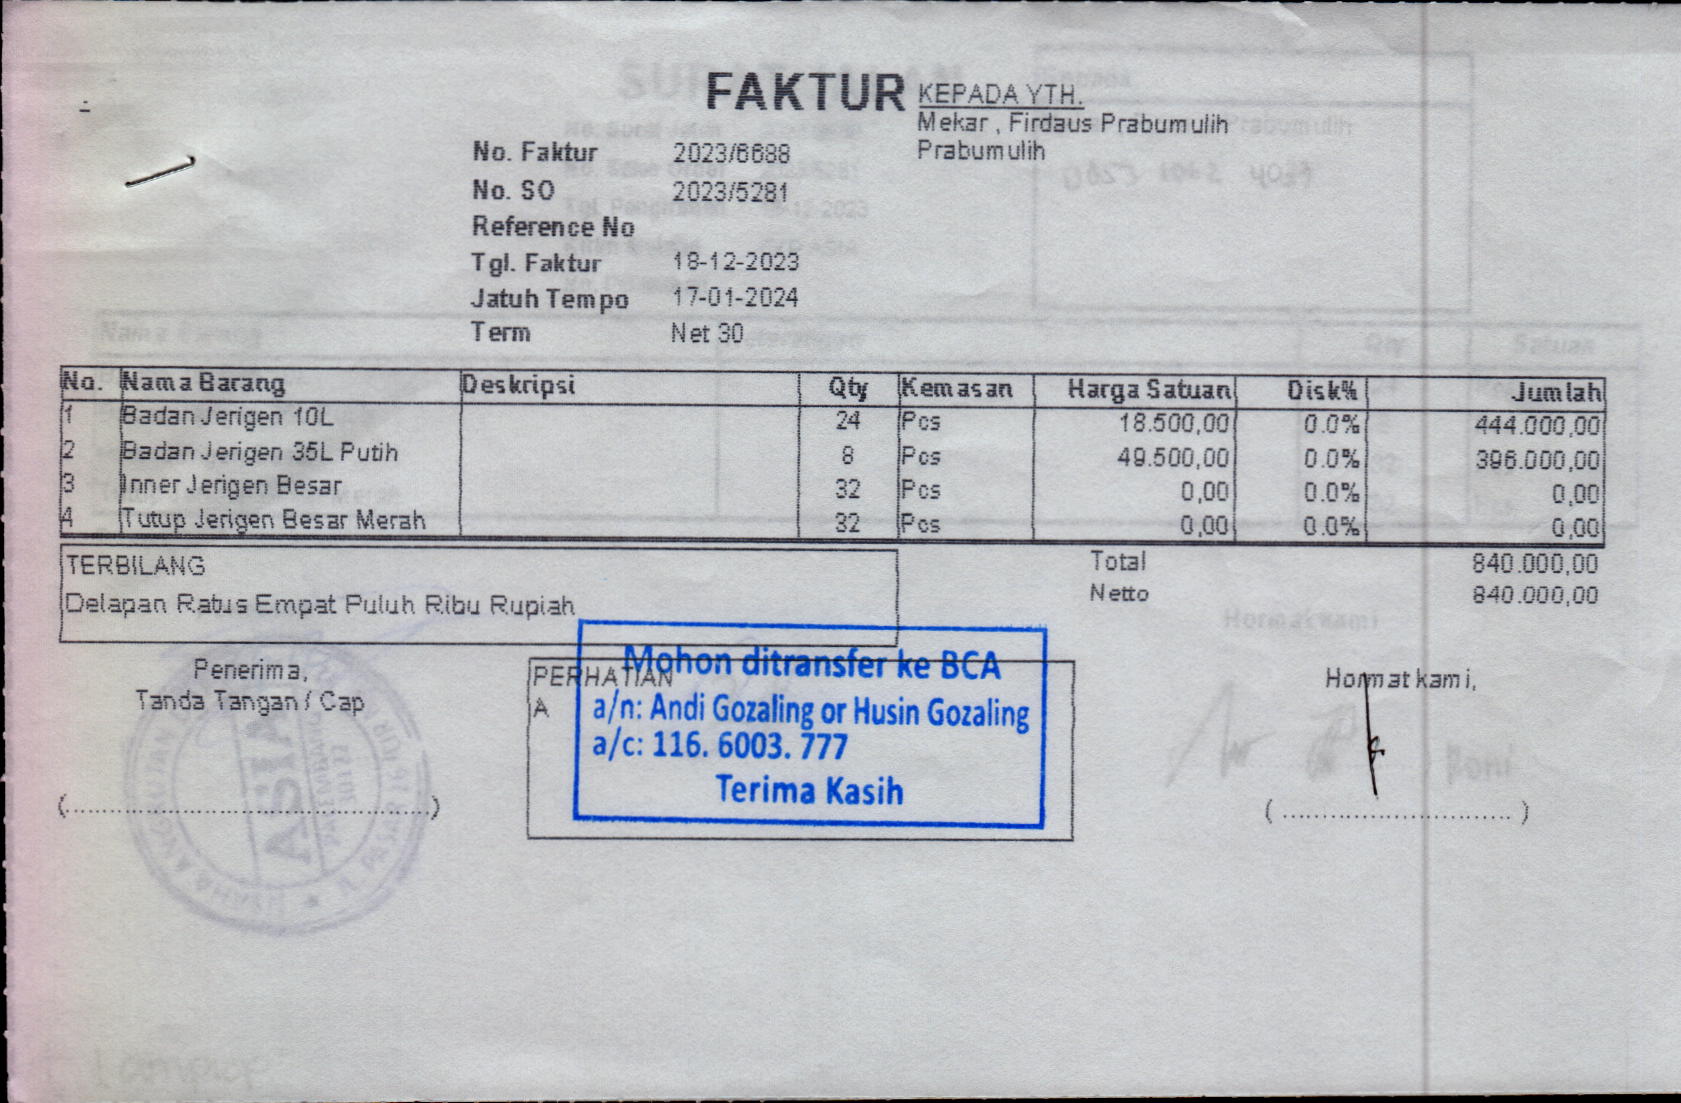 FAKTUR
KEPADA YTH.
Mekar , Firdaus Prabumulih
Prabumulih
No. Faktur 2023/6688
No. SO 2023/5281
Reference No
Tgl. Faktur 18-12-2023
Jatuh Tempo 17-01-2024
Term Net 30
No. Nama Barang Deskripsi Qty Kemasan Harga Satuan Disk% Jumlah
1 Badan Jerigen 10L 24 Pcs 18.500,00 0.0% 444.000,00
2 Badan Jerigen 35L Putih 8 Pcs 49.500,00 0.0% 396.000,00
3 Inner Jerigen Besar 32 Pcs 0,00 0.0% 0,00
4 Tutup Jerigen Besar Merah 32 Pcs 0,00 0.0% 0,00
TERBILANG
Delapan Ratus Empat Puluh Ribu Rupiah
Total 840.000,00
Netto 840.000,00
Penerima,
Tanda Tangan / Cap
(..............................)
PERHATIAN
A
Mohon ditransfer ke BCA
a/n: Andi Gozaling or Husin Gozaling
a/c: 116. 6003. 777
Terima Kasih
Hormat kami,
(..............................)
ASIA